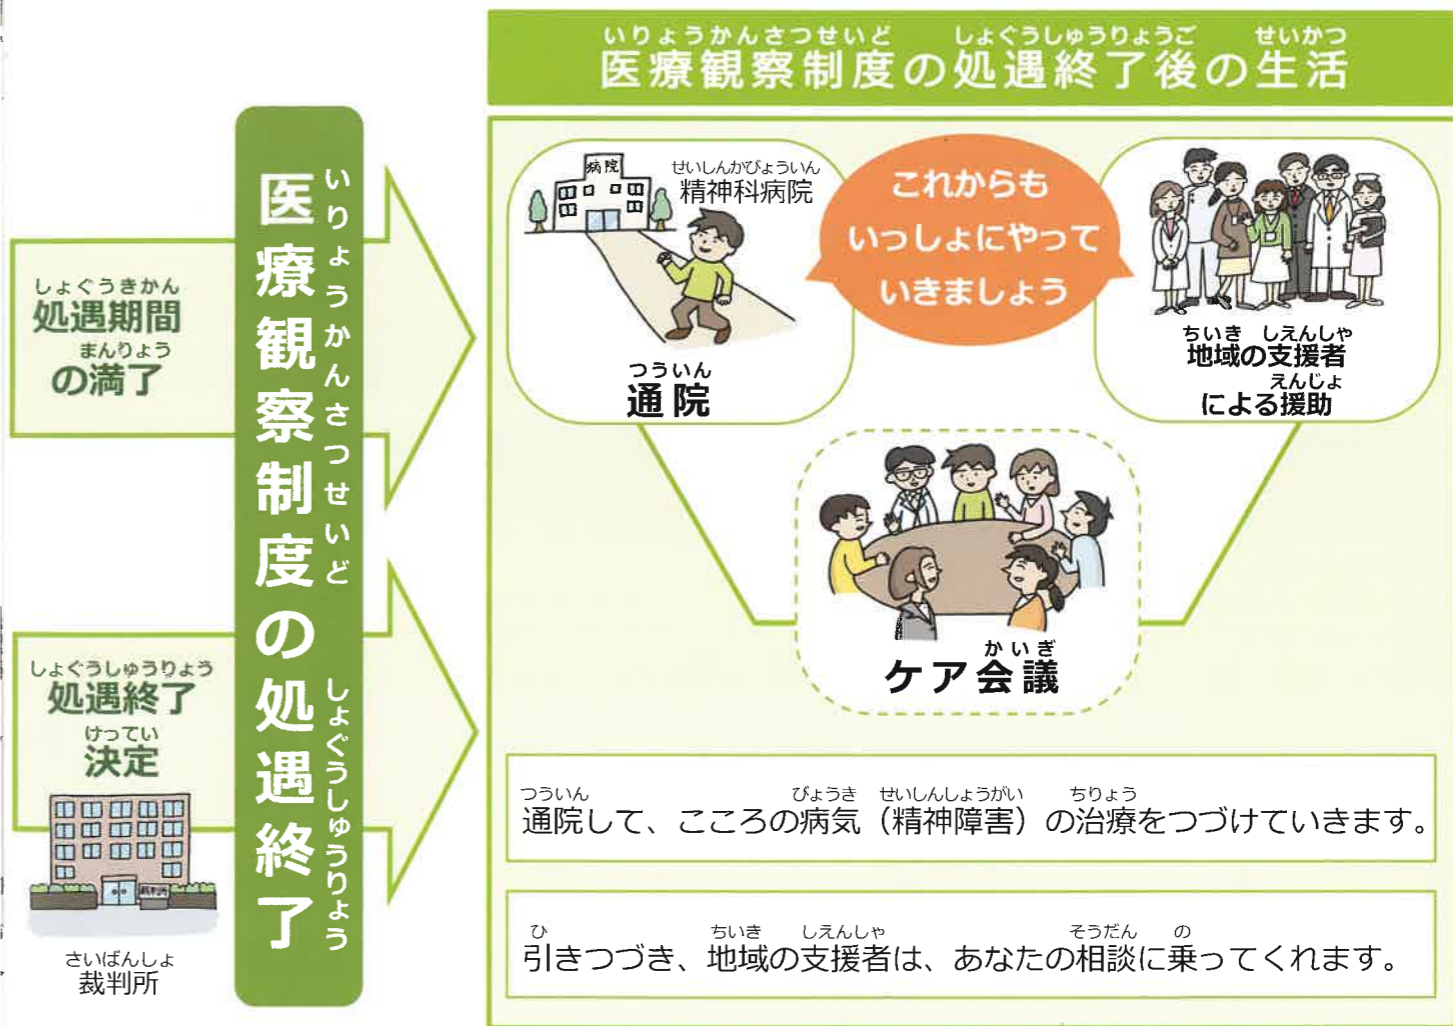 いりょうかんさつせいど しょぐうしゅうりょうご せいかつ
医療観察制度の処遇終了後の生活
しょぐうきかん
処遇期間
まんりょう
の満了
しょぐうしゅうりょう
処遇終了
けってい
決定
裁判所
さいばんしょ
裁判所
いりょうかんさつせいど しょぐうしゅうりょう
医療観察制度の処遇終了
病院
せいしんかびょういん
精神科病院
つういん
通院
これからも
いっしょにやって
いきましょう
ちいき しえんしゃ
地域の支援者
えんじょ
による援助
かいぎ
ケア会議
つういん びょうき せいしんしょうがい ちりょう
通院して、こころの病気（精神障害）の治療をつづけていきます。
ひ ちいき しえんしゃ そうだん の
引きつづき、地域の支援者は、あなたの相談に乗ってくれます。